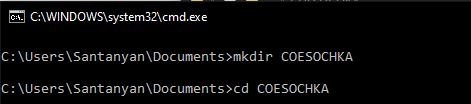 C:\WINDOWS\system32\cmd.exe
C:\Users\Santanyan\Documents>mkdir COESOCHKA
C:\Users\Santanyan\Documents>cd COESOCHKA